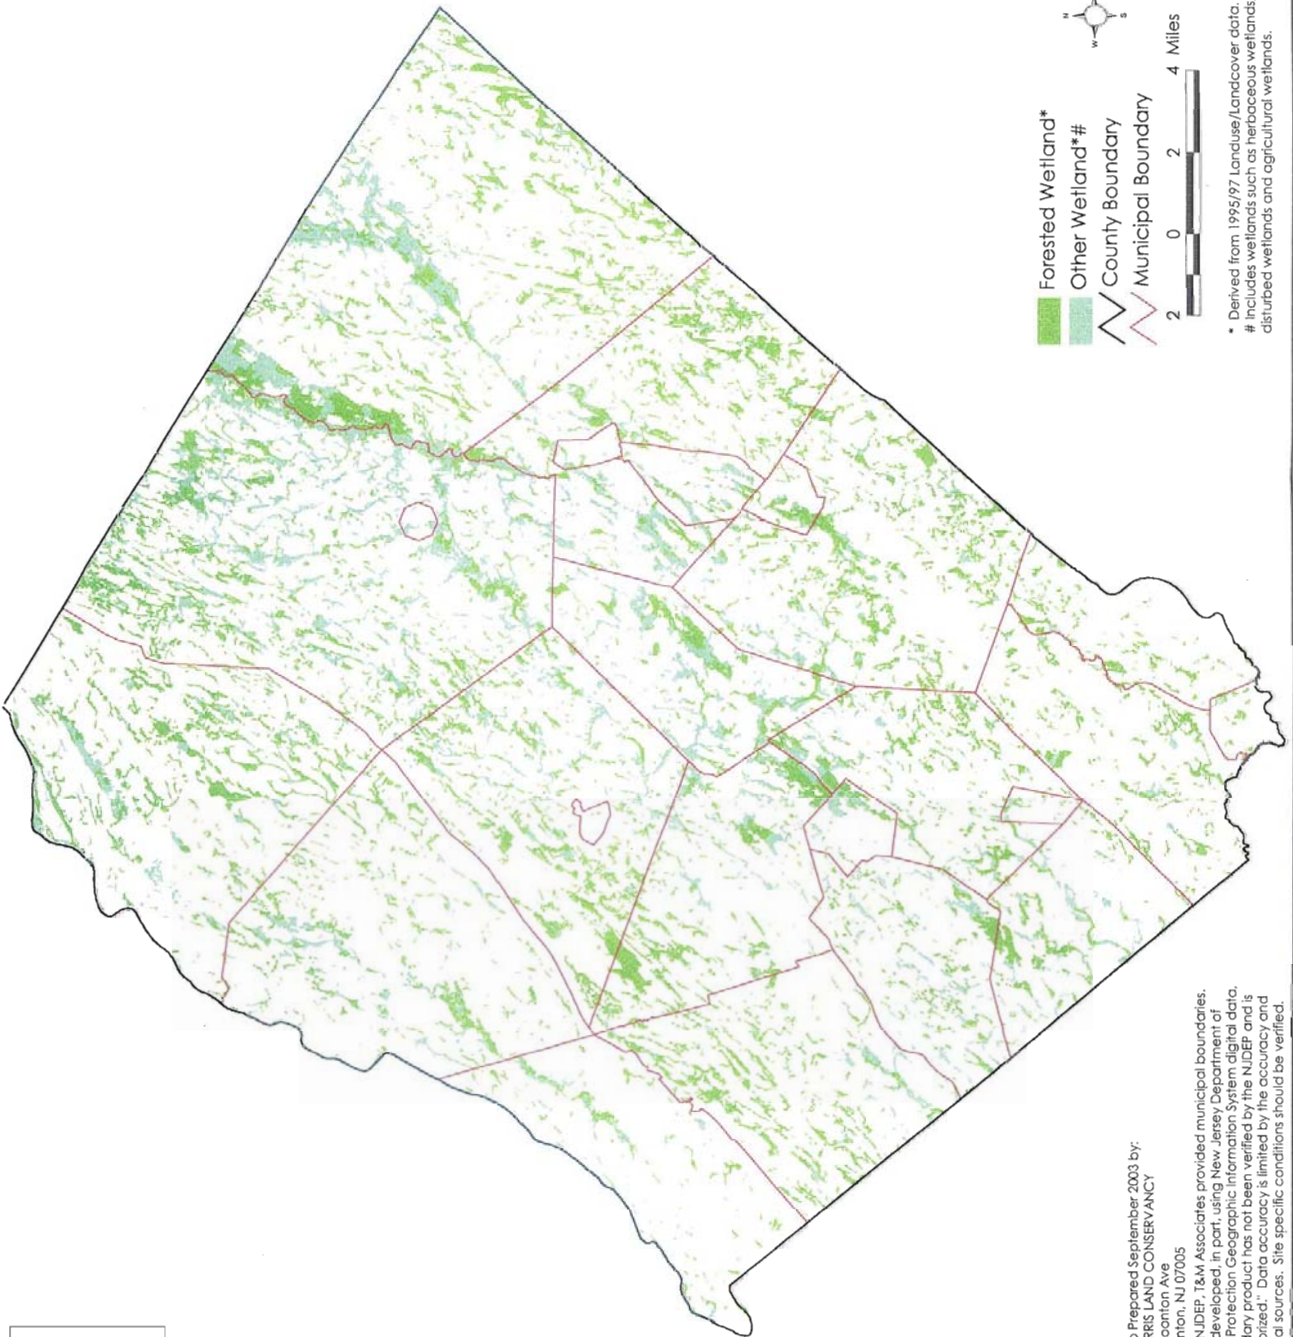 N
W
S
Forested Wetland*
Other Wetland*#
County Boundary
Municipal Boundary
2 0 2 4 Miles
* Derived from 1995/97 Landuse/Landcover data.
# Includes wetlands such as herbaceous wetlands
disturbed wetlands and agricultural wetlands.
Prepared September 2003 by:
RRIS LAND CONSERVANCY
oonton Ave
nton, NJ 07005
NJDEP, T&M Associates provided municipal boundaries.
developed, in part, using New Jersey Department of
Protection Geographic Information System digital data.
ary product has not been verified by the NJDEP and is
orized." Data accuracy is limited by the accuracy and
al sources. Site specific conditions should be verified.